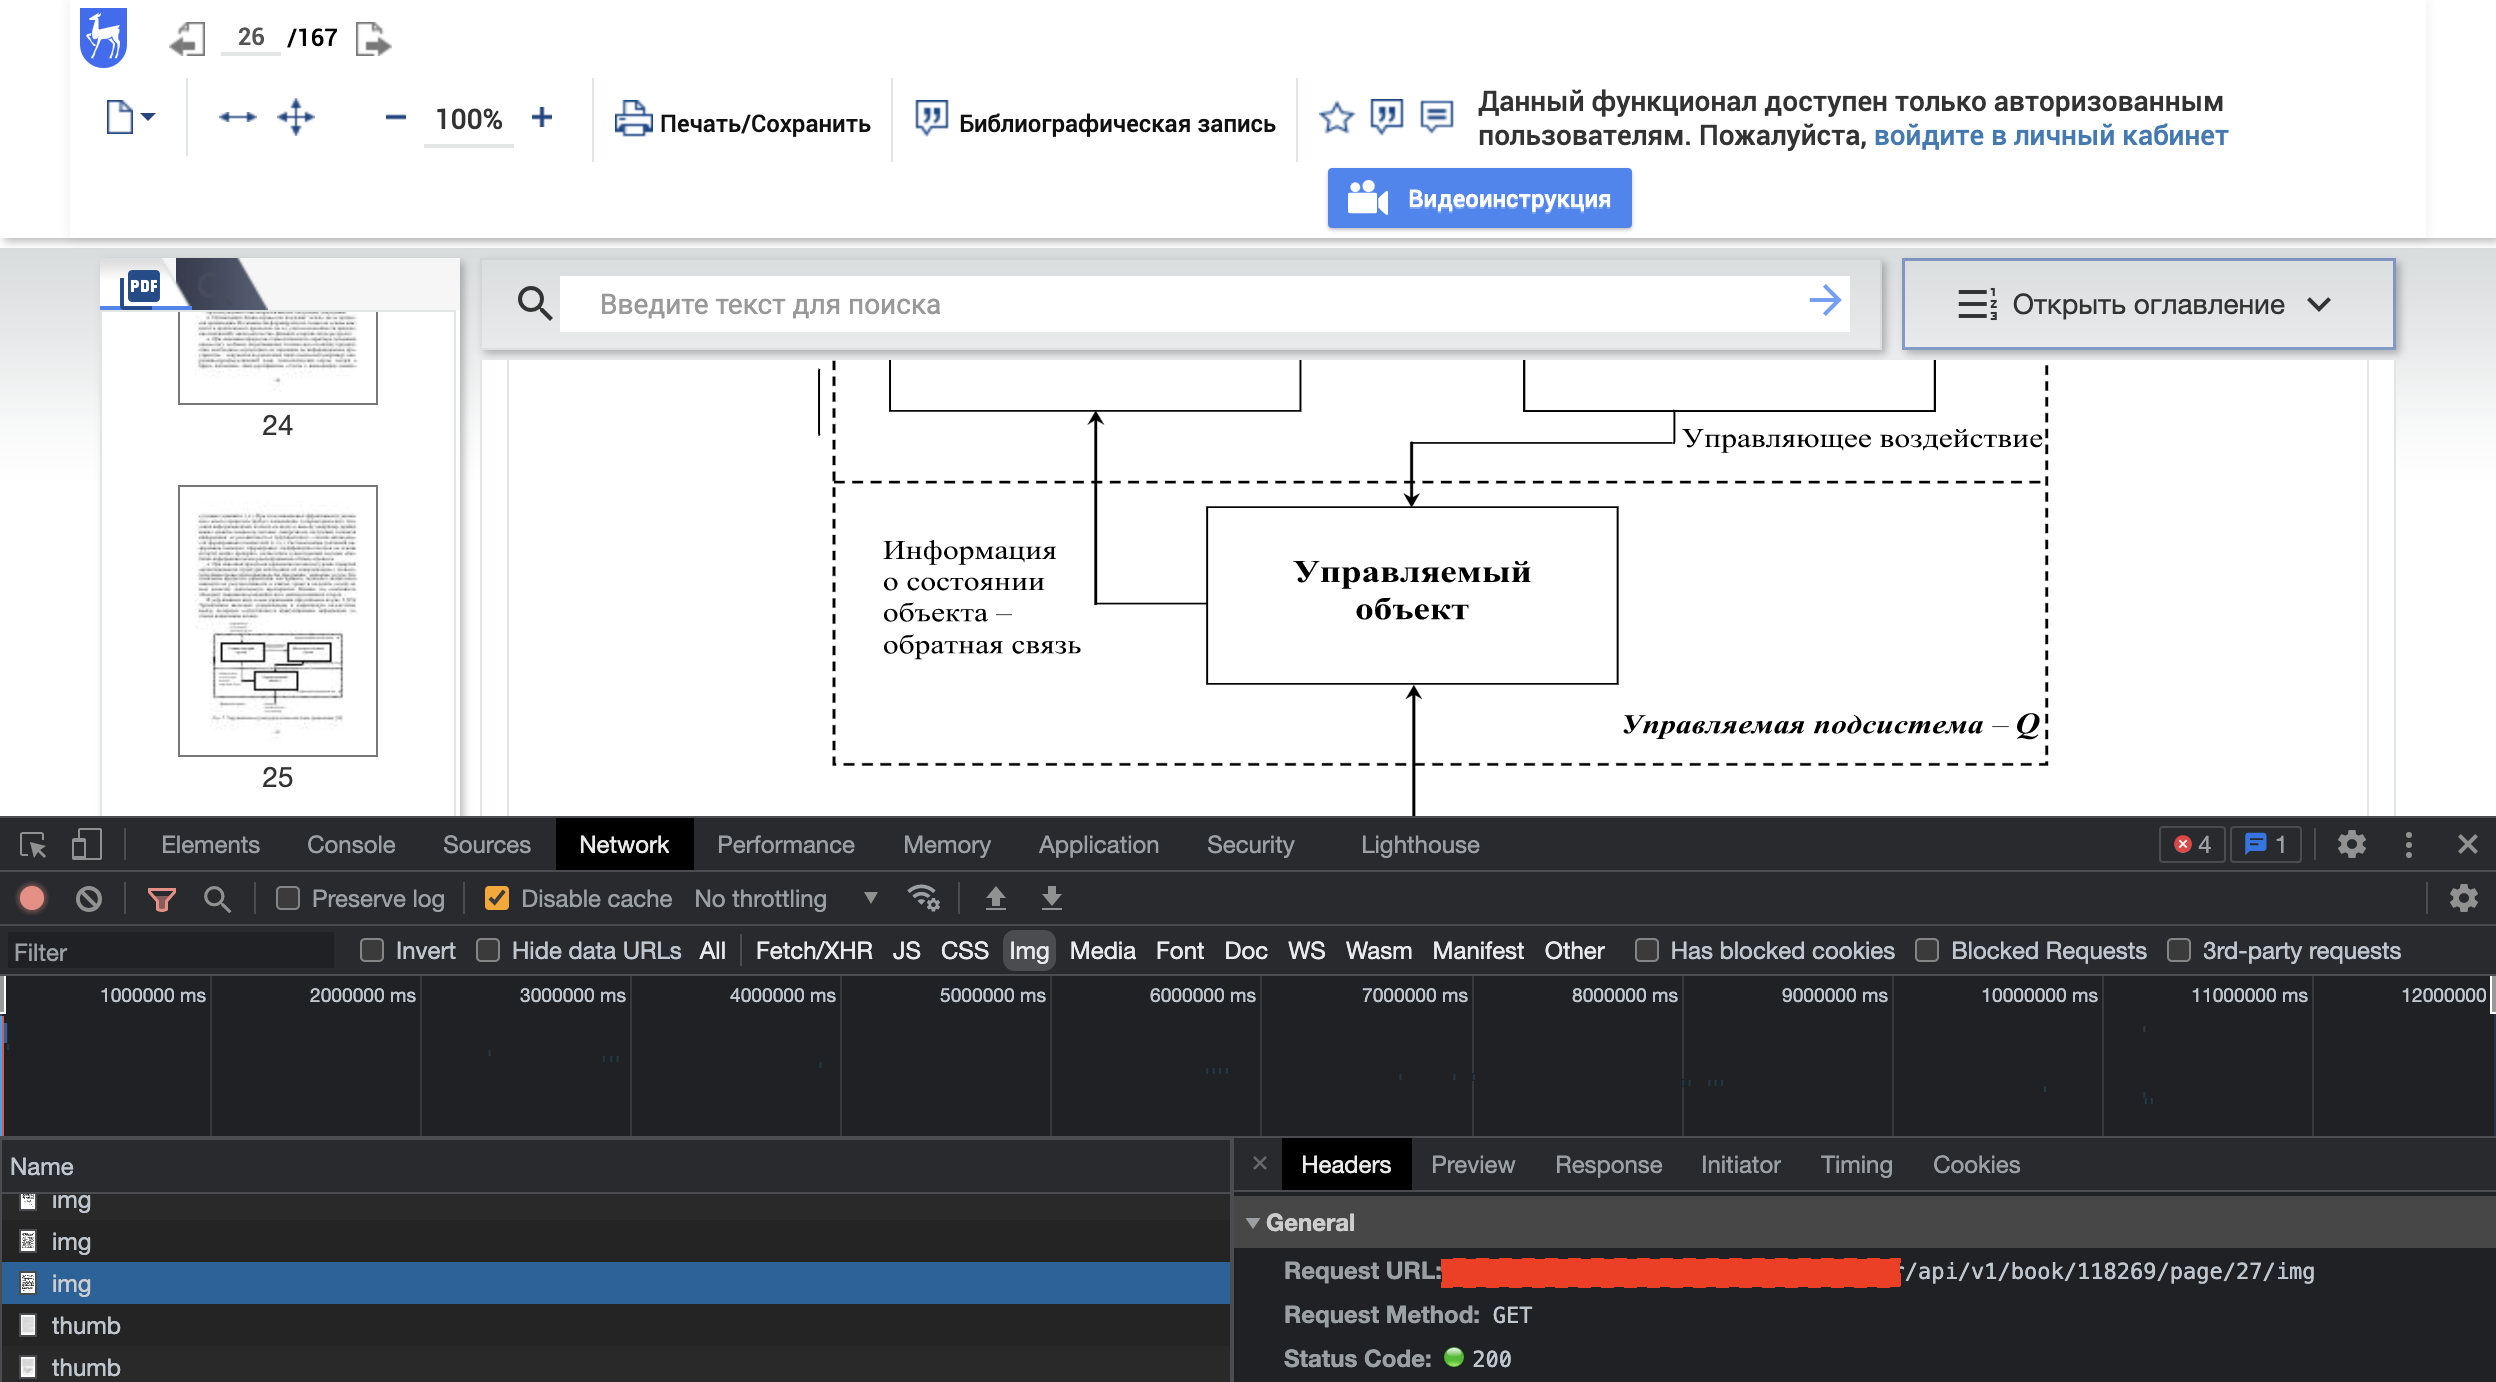 26 /167
100%
Печать/Сохранить
Библиографическая запись
Данный функционал доступен только авторизованным
пользователям. Пожалуйста, войдите в личный кабинет
Видеоинструкция
PDF
Введите текст для поиска
Открыть оглавление
24
25
Управляющее воздействие
Информация
о состоянии
объекта –
обратная связь
Управляемый
объект
Управляемая подсистема – Q
Elements Console Sources Network Performance Memory Application Security Lighthouse 4 1
Preserve log Disable cache No throttling
Filter Invert Hide data URLs All Fetch/XHR JS CSS Img Media Font Doc WS Wasm Manifest Other Has blocked cookies Blocked Requests 3rd-party requests
1000000 ms 2000000 ms 3000000 ms 4000000 ms 5000000 ms 6000000 ms 7000000 ms 8000000 ms 9000000 ms 10000000 ms 11000000 ms 12000000
Name
img
img
img
thumb
thumb
Headers Preview Response Initiator Timing Cookies
General
Request URL: /api/v1/book/118269/page/27/img
Request Method: GET
Status Code: 200